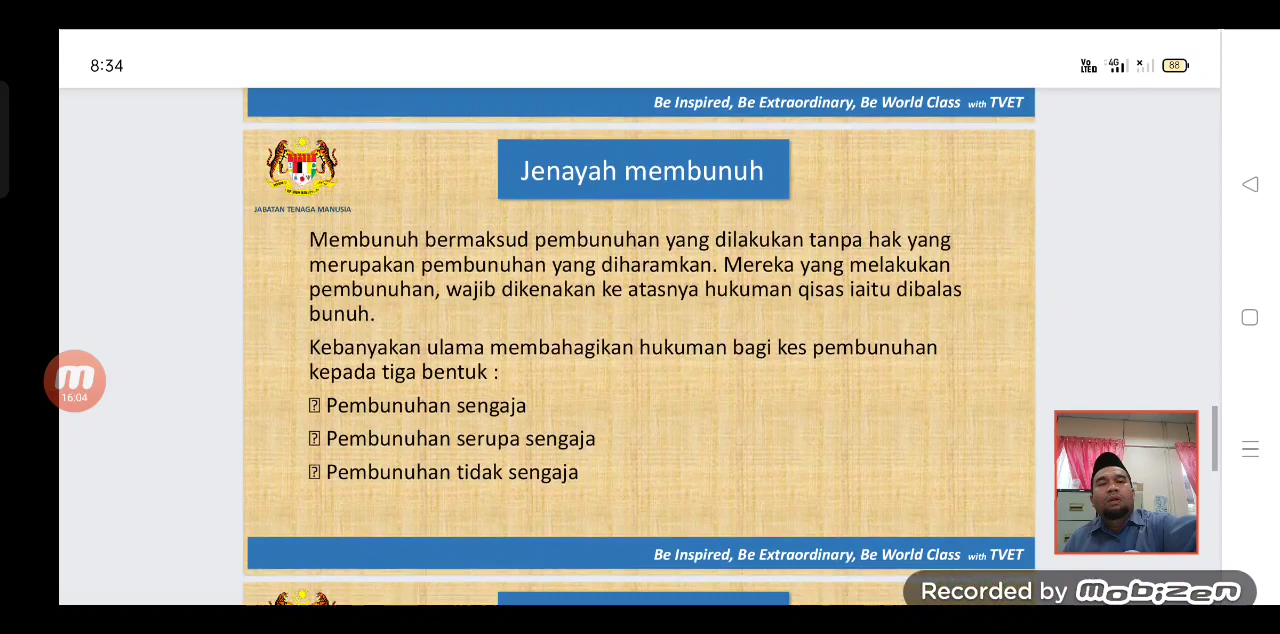 8:34
Vo LTED 4G 88
Be Inspired, Be Extraordinary, Be World Class with TVET
Jenayah membunuh
JABATAN TENAGA MANUSIA
Membunuh bermaksud pembunuhan yang dilakukan tanpa hak yang
merupakan pembunuhan yang diharamkan. Mereka yang melakukan
pembunuhan, wajib dikenakan ke atasnya hukuman qisas iaitu dibalas
bunuh.
Kebanyakan ulama membahagikan hukuman bagi kes pembunuhan
kepada tiga bentuk :
Pembunuhan sengaja
Pembunuhan serupa sengaja
Pembunuhan tidak sengaja
16:04
Be Inspired, Be Extraordinary, Be World Class with TVET
Recorded by mobizen